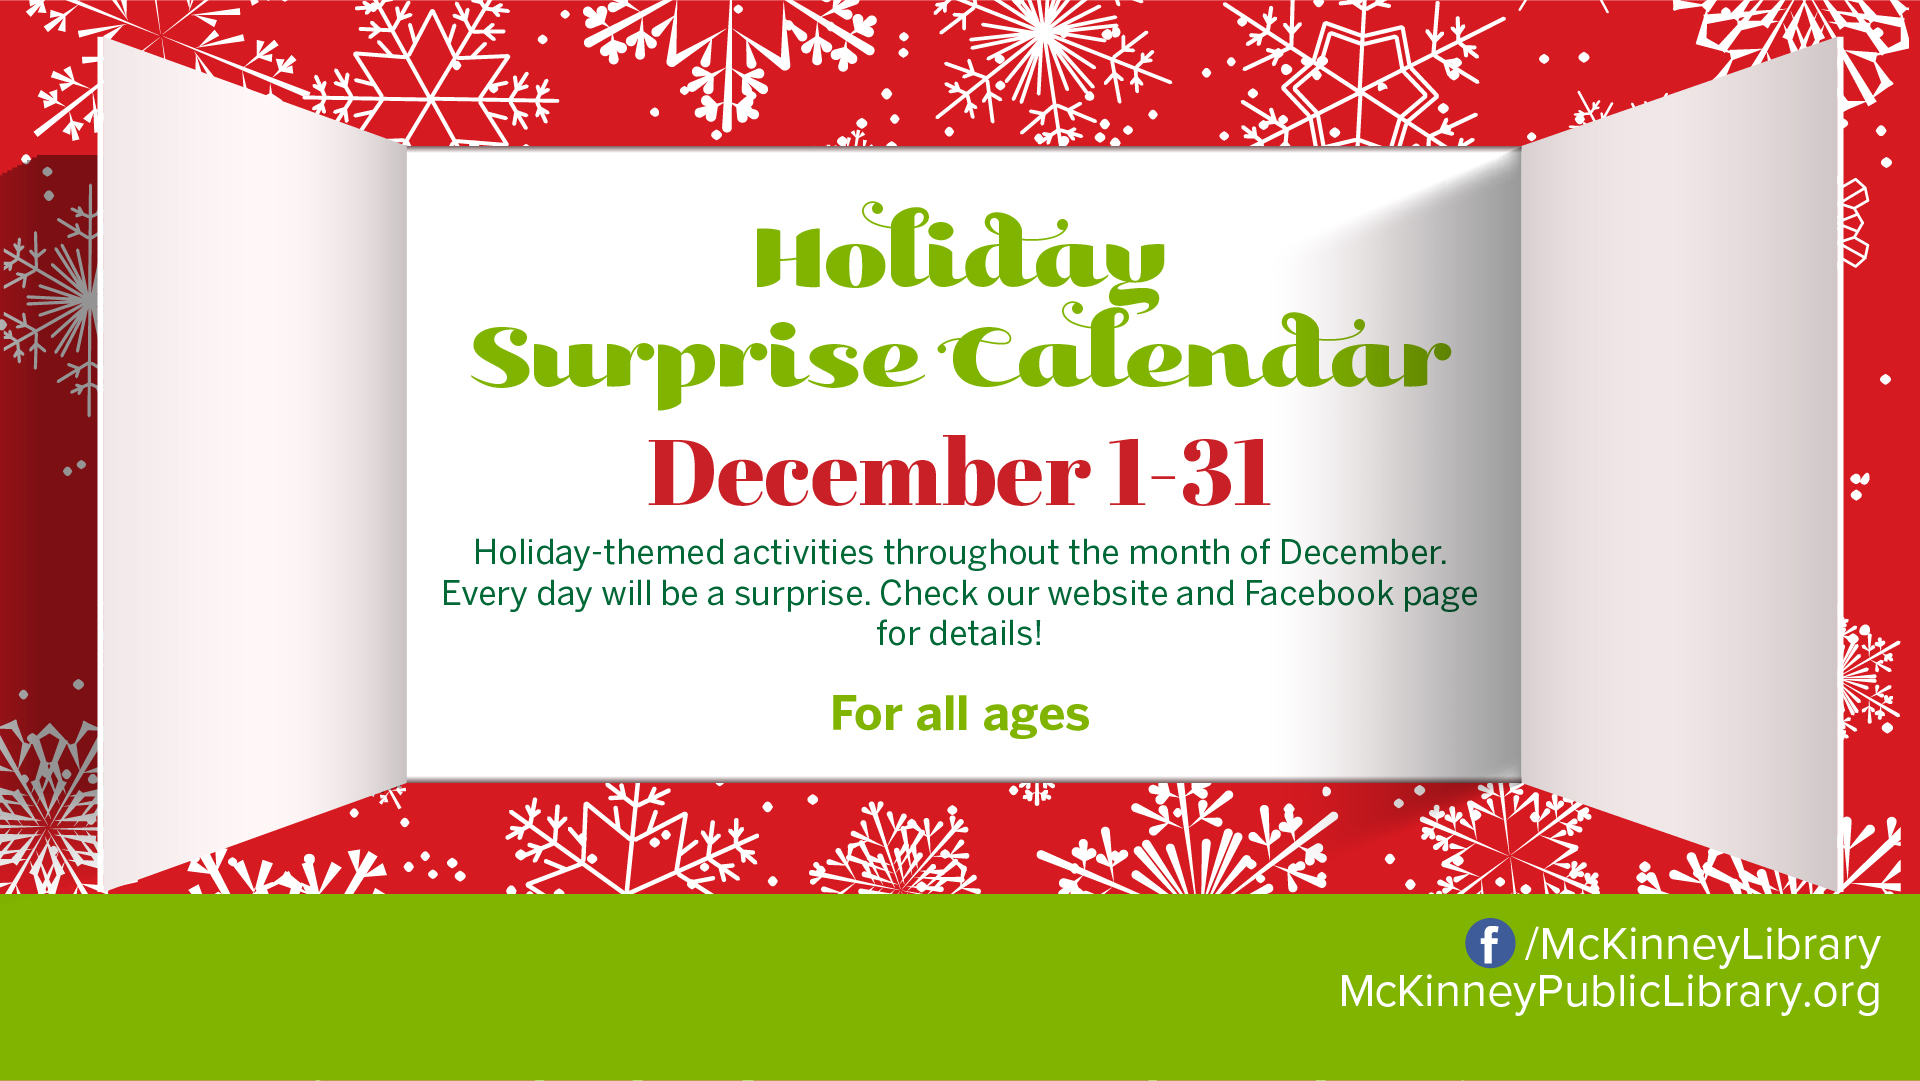 Holiday
Surprise Calendar
December 1-31
Holiday-themed activities throughout the month of December.
Every day will be a surprise. Check our website and Facebook page
for details!
For all ages
/McKinneyLibrary
McKinneyPublicLibrary.org